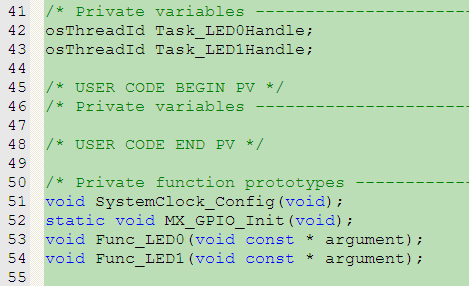 41 /* Private variables -----------------------
42 osThreadId Task_LED0Handle;
43 osThreadId Task_LED1Handle;
44
45 /* USER CODE BEGIN PV */
46 /* Private variables -----------------------
47
48 /* USER CODE END PV */
49
50 /* Private function prototypes -------------
51 void SystemClock_Config(void);
52 static void MX_GPIO_Init(void);
53 void Func_LED0(void const * argument);
54 void Func_LED1(void const * argument);
55